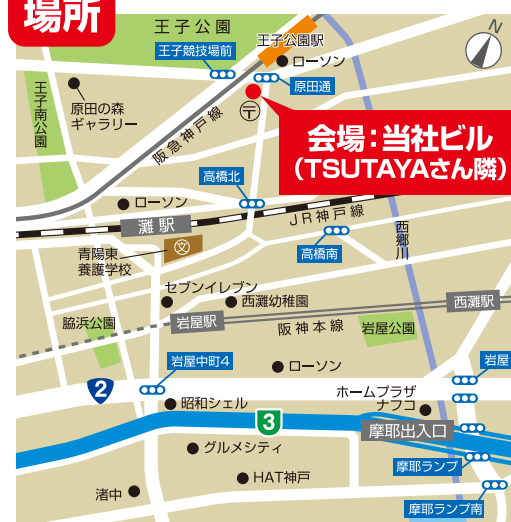 場所
王子公園
N
王子公園駅
王子競技場前
ローソン
原田通
王子南公園
原田の森
ギャラリー
阪急神戸線
〒
会場：当社ビル
（TSUTAYAさん隣）
高橋北
ローソン
灘駅
JR神戸線
西郷川
文
高橋南
青陽東
養護学校
セブンイレブン
西灘幼稚園
西灘駅
脇浜公園
岩屋駅
阪神本線
岩屋公園
岩屋中町4
ローソン
岩屋
2
ホームプラザ
ナフコ
昭和シェル
3
摩耶出入口
グルメシティ
摩耶ランプ
HAT神戸
渚中
摩耶ランプ南